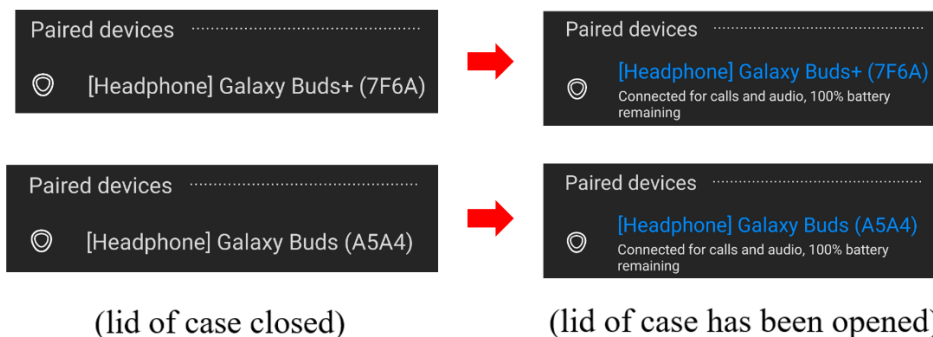 Paired devices
[Headphone] Galaxy Buds+ (7F6A)
Paired devices
[Headphone] Galaxy Buds+ (7F6A)
Connected for calls and audio, 100% battery
remaining
Paired devices
[Headphone] Galaxy Buds (A5A4)
Paired devices
[Headphone] Galaxy Buds (A5A4)
Connected for calls and audio, 100% battery
remaining
(lid of case closed)
(lid of case has been opened)